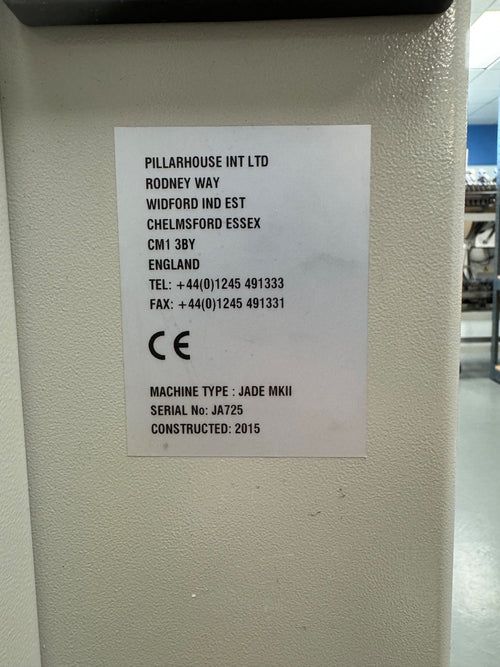 PILLARHOUSE INT LTD
RODNEY WAY
WIDFORD IND EST
CHELMSFORD ESSEX
CM1 3BY
ENGLAND
TEL: +44(0)1245 491333
FAX: +44(0)1245 491331
CE
MACHINE TYPE : JADE MKII
SERIAL No: JA725
CONSTRUCTED: 2015